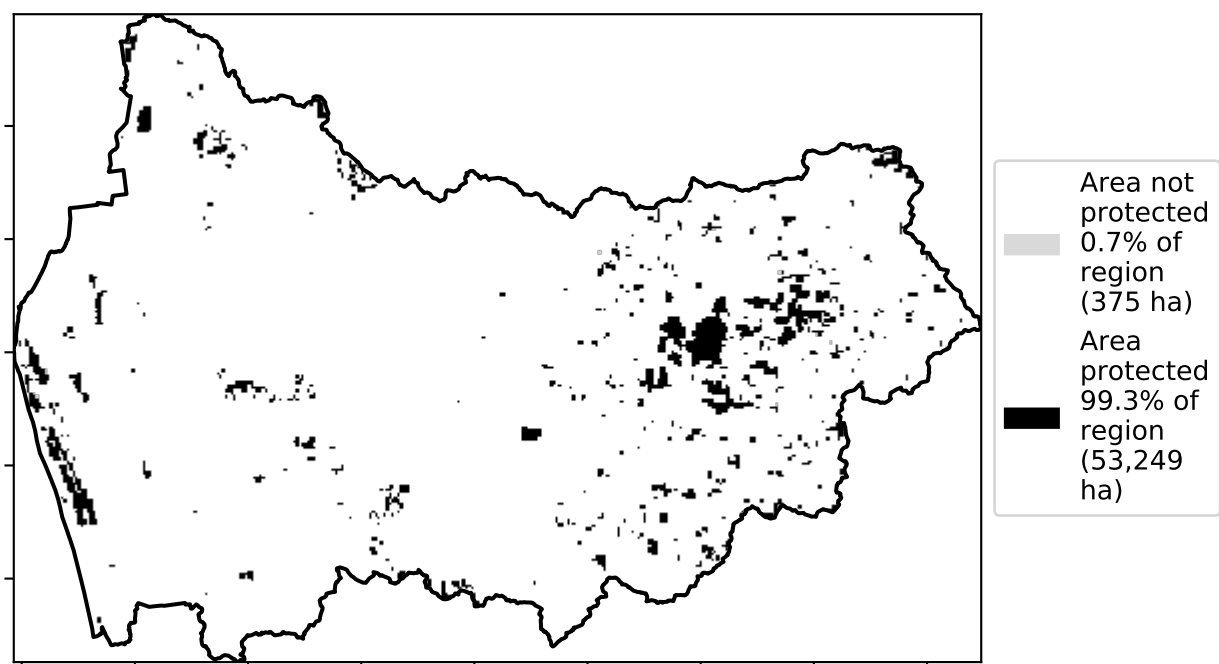 Area not
protected
0.7% of
region
(375 ha)
Area
protected
99.3% of
region
(53,249
ha)